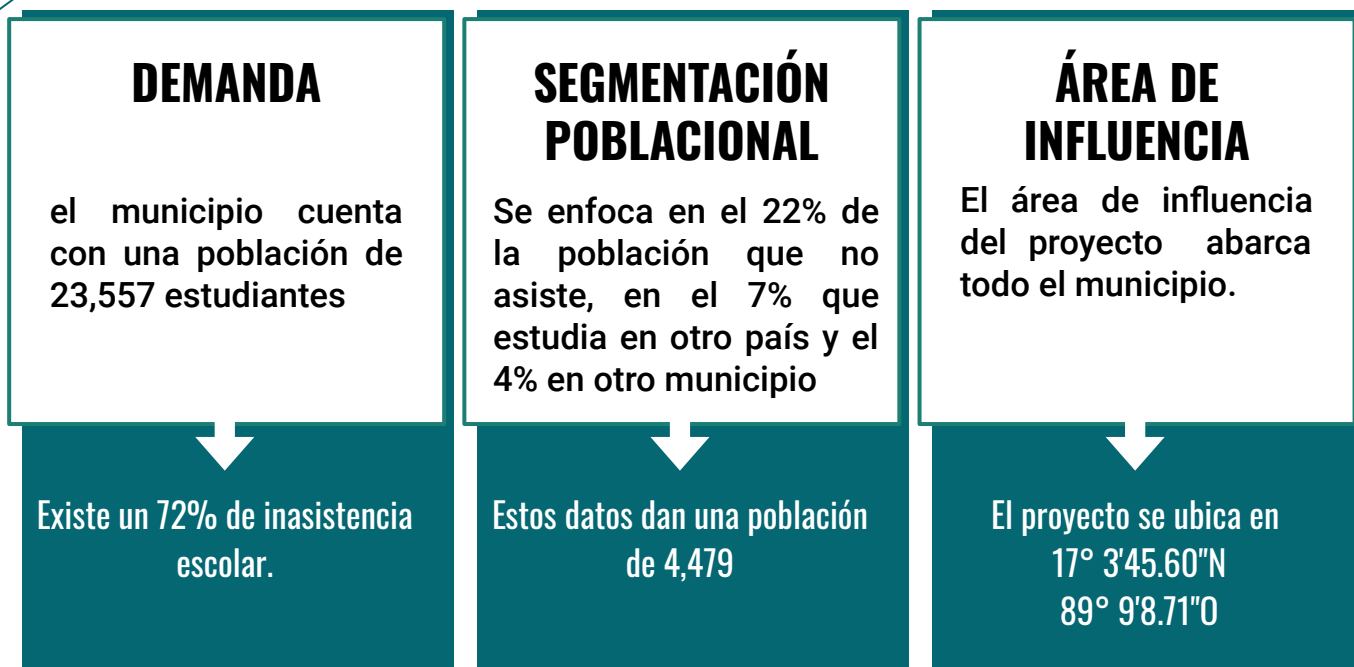 DEMANDA
el municipio cuenta
con una población de
23,557 estudiantes
Existe un 72% de inasistencia
escolar.
SEGMENTACIÓN
POBLACIONAL
Se enfoca en el 22% de
la población que no
asiste, en el 7% que
estudia en otro país y el
4% en otro municipio
Estos datos dan una población
de 4,479
ÁREA DE
INFLUENCIA
El área de influencia
del proyecto abarca
todo el municipio.
El proyecto se ubica en
17° 3'45.60"N
89° 9'8.71"O